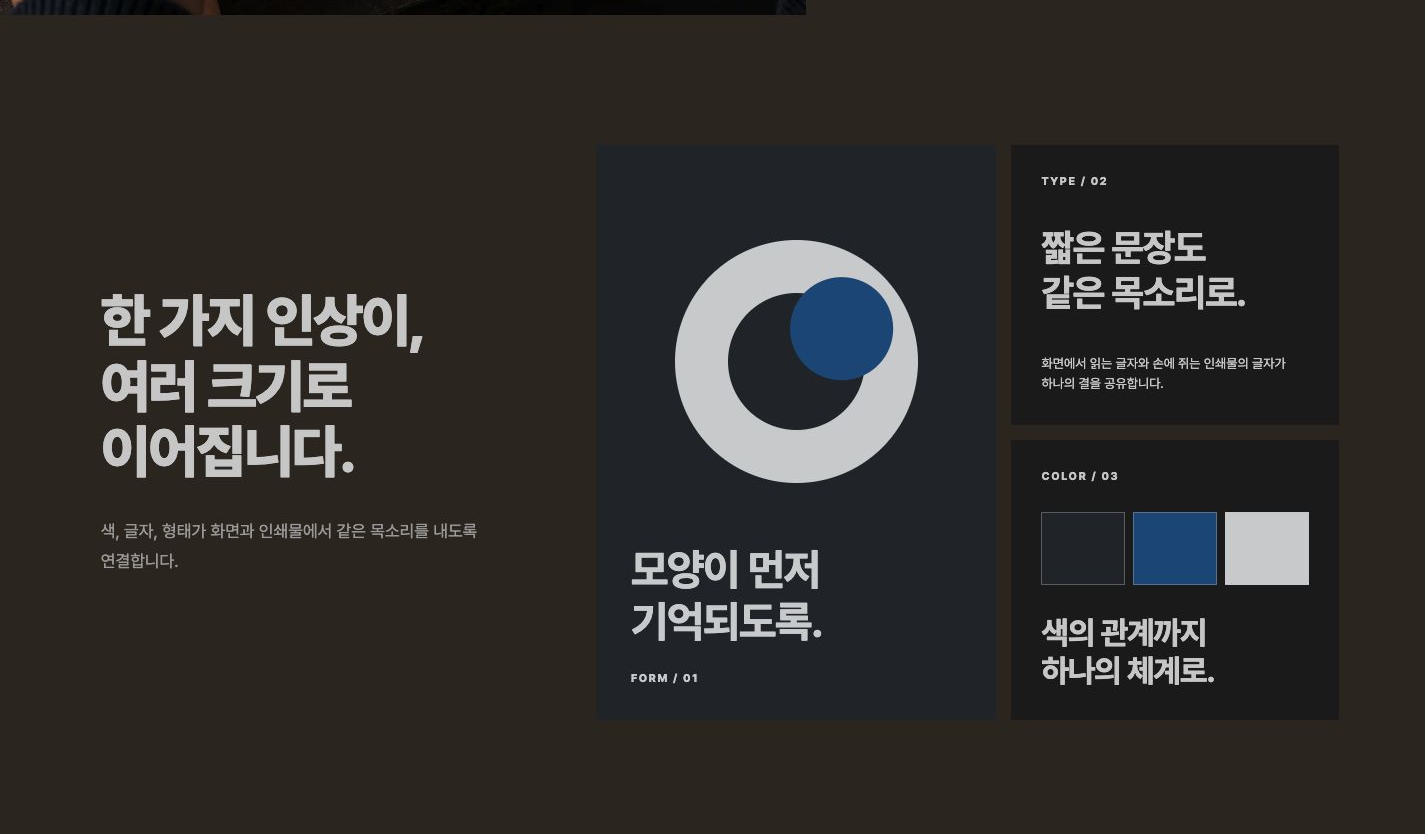 한 가지 인상이,
여러 크기로
이어집니다.
색, 글자, 형태가 화면과 인쇄물에서 같은 목소리를 내도록
연결합니다.
모양이 먼저
기억되도록.
FORM / 01
TYPE / 02
짧은 문장도
같은 목소리로.
화면에서 읽는 글자와 손에 쥐는 인쇄물의 글자가
하나의 결을 공유합니다.
COLOR / 03
색의 관계까지
하나의 체계로.